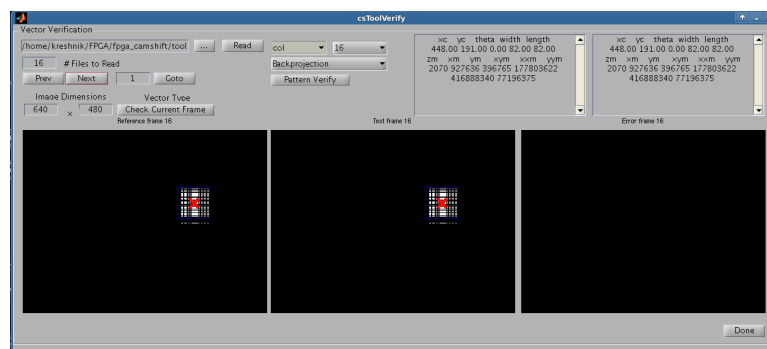 csToolVerify
Vector Verification
/home/kreshnik/FPGA/fpga_camshift/tool ... Read
col 16
16 # Files to Read
Backprojection
Prev Next 1 Goto
Pattern Verify
Image Dimensions Vector Type
640 x 480 Check Current Frame
xc yc theta width length
448.00 191.00 0.00 82.00 82.00
zm xm ym xym xxm yym
2070 927636 396765 177803622
416888340 77196375
xc yc theta width length
448.00 191.00 0.00 82.00 82.00
zm xm ym xym xxm yym
2070 927636 396765 177803622
416888340 77196375
Reference frame 16
Test frame 16
Error frame 16
Done